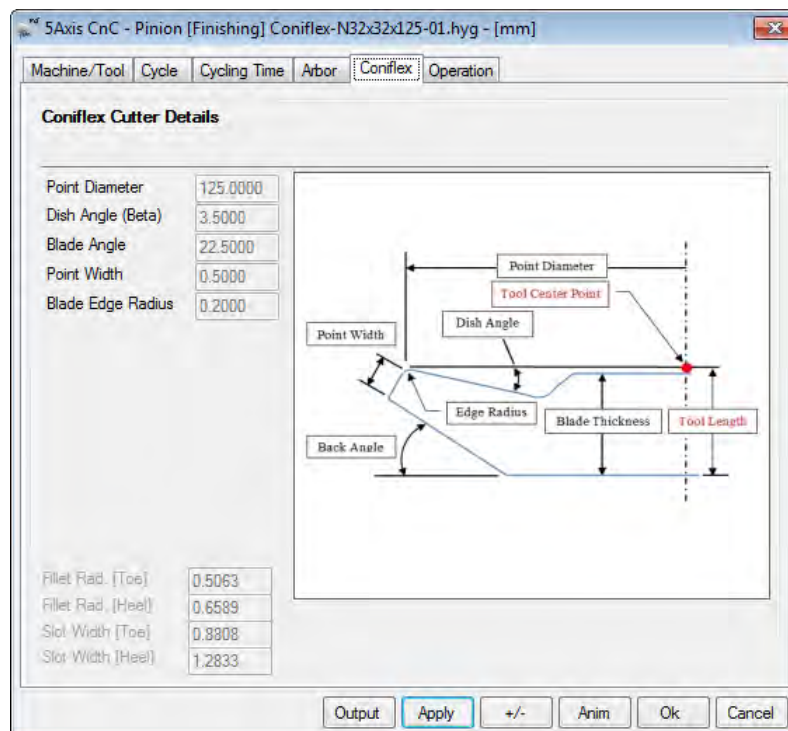 5Axis CnC - Pinion [Finishing] Coniflex-N32x32x125-01.hyg - [mm]
Machine/Tool Cycle Cycling Time Arbor Coniflex Operation
Coniflex Cutter Details
Point Diameter 125.0000
Dish Angle (Beta) 3.5000
Blade Angle 22.5000
Point Width 0.5000
Blade Edge Radius 0.2000
Point Diameter
Tool Center Point
Dish Angle
Point Width
Edge Radius
Blade Thickness
Tool Length
Back Angle
Fillet Rad. [Toe] 0.5063
Fillet Rad. [Heel] 0.6589
Slot Width [Toe] 0.8808
Slot Width [Heel] 1.2833
Output Apply +/- Anim Ok Cancel